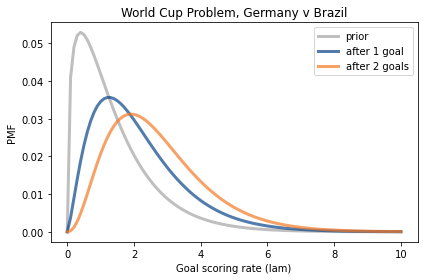 World Cup Problem, Germany v Brazil
prior
after 1 goal
after 2 goals
PMF
0.05
0.04
0.03
0.02
0.01
0.00
0 2 4 6 8 10
Goal scoring rate (lam)